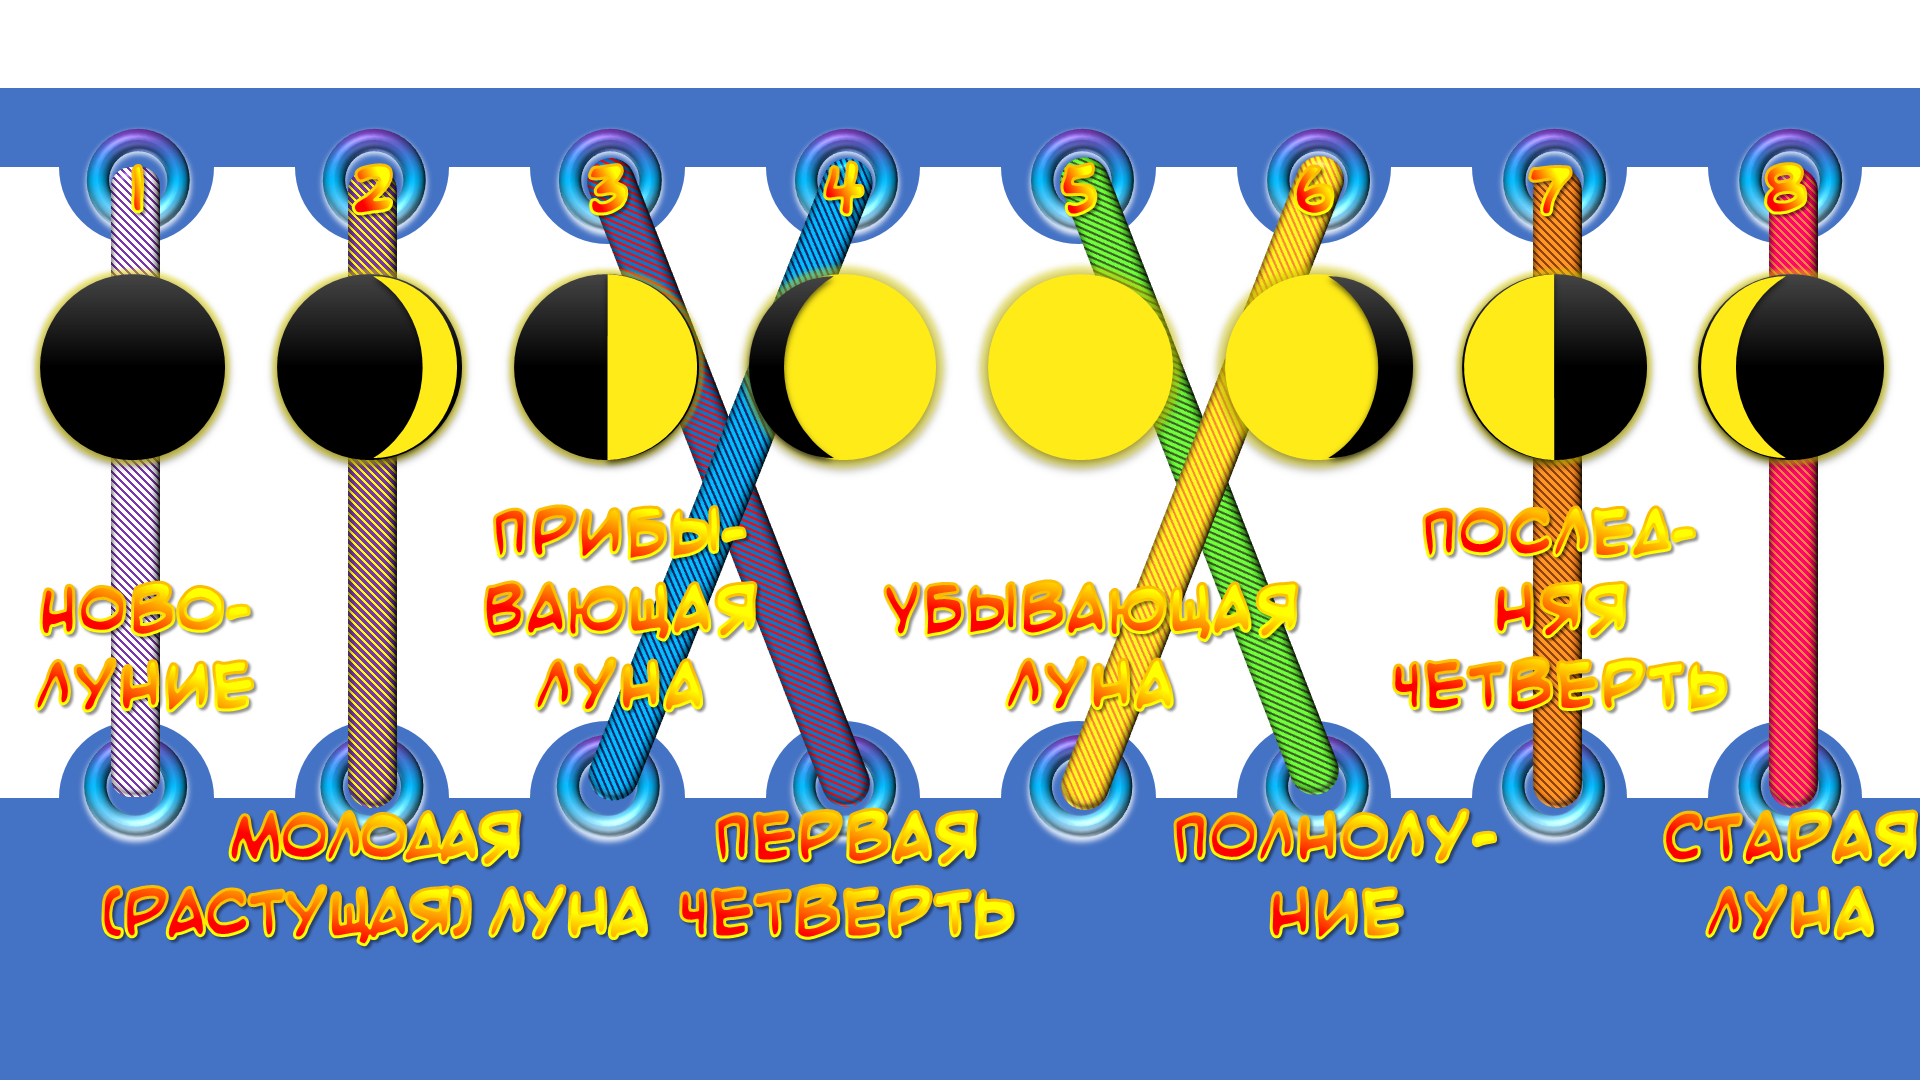 1
2
3
4
5
6
7
8
НОВО-
ЛУНИЕ
МОЛОДАЯ
(РАСТУЩАЯ) ЛУНА
ПРИБЫ-
ВАЮЩАЯ
ЛУНА
ПЕРВАЯ
ЧЕТВЕРТЬ
УБЫВАЮЩАЯ
ЛУНА
ПОЛНОЛУ-
НИЕ
ПОСЛЕД-
НЯЯ
ЧЕТВЕРТЬ
СТАРАЯ
ЛУНА